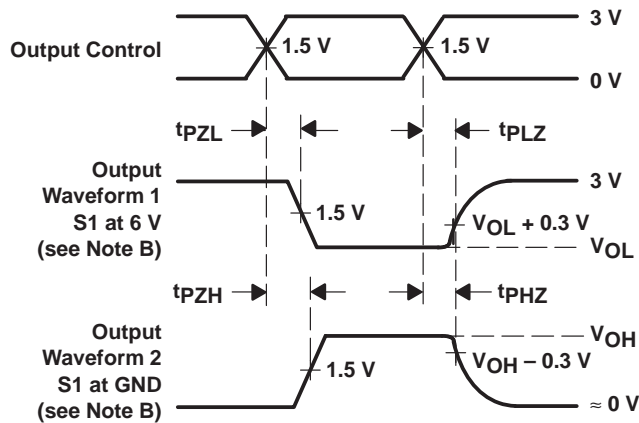 3 V
Output Control
1.5 V
1.5 V
0 V
tPZL
tPLZ
Output
Waveform 1
S1 at 6 V
(see Note B)
3 V
1.5 V
VOL + 0.3 V
VOL
tPZH
tPHZ
Output
Waveform 2
S1 at GND
(see Note B)
VOH
1.5 V
VOH – 0.3 V
≈ 0 V